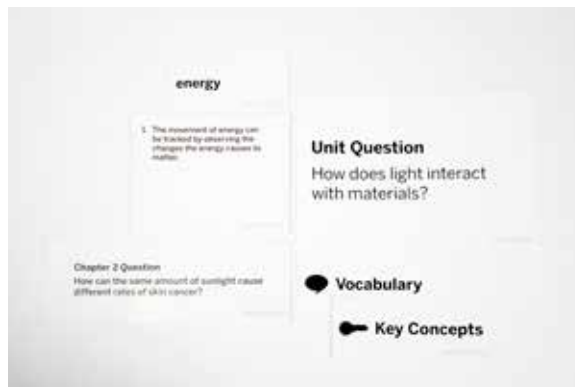 energy
1. The movement of energy can
be tracked by observing the
changes the energy causes to
matter.
Unit Question
How does light interact
with materials?
Chapter 2 Question
How can the same amount of sunlight cause
different rates of skin cancer?
Vocabulary
Key Concepts